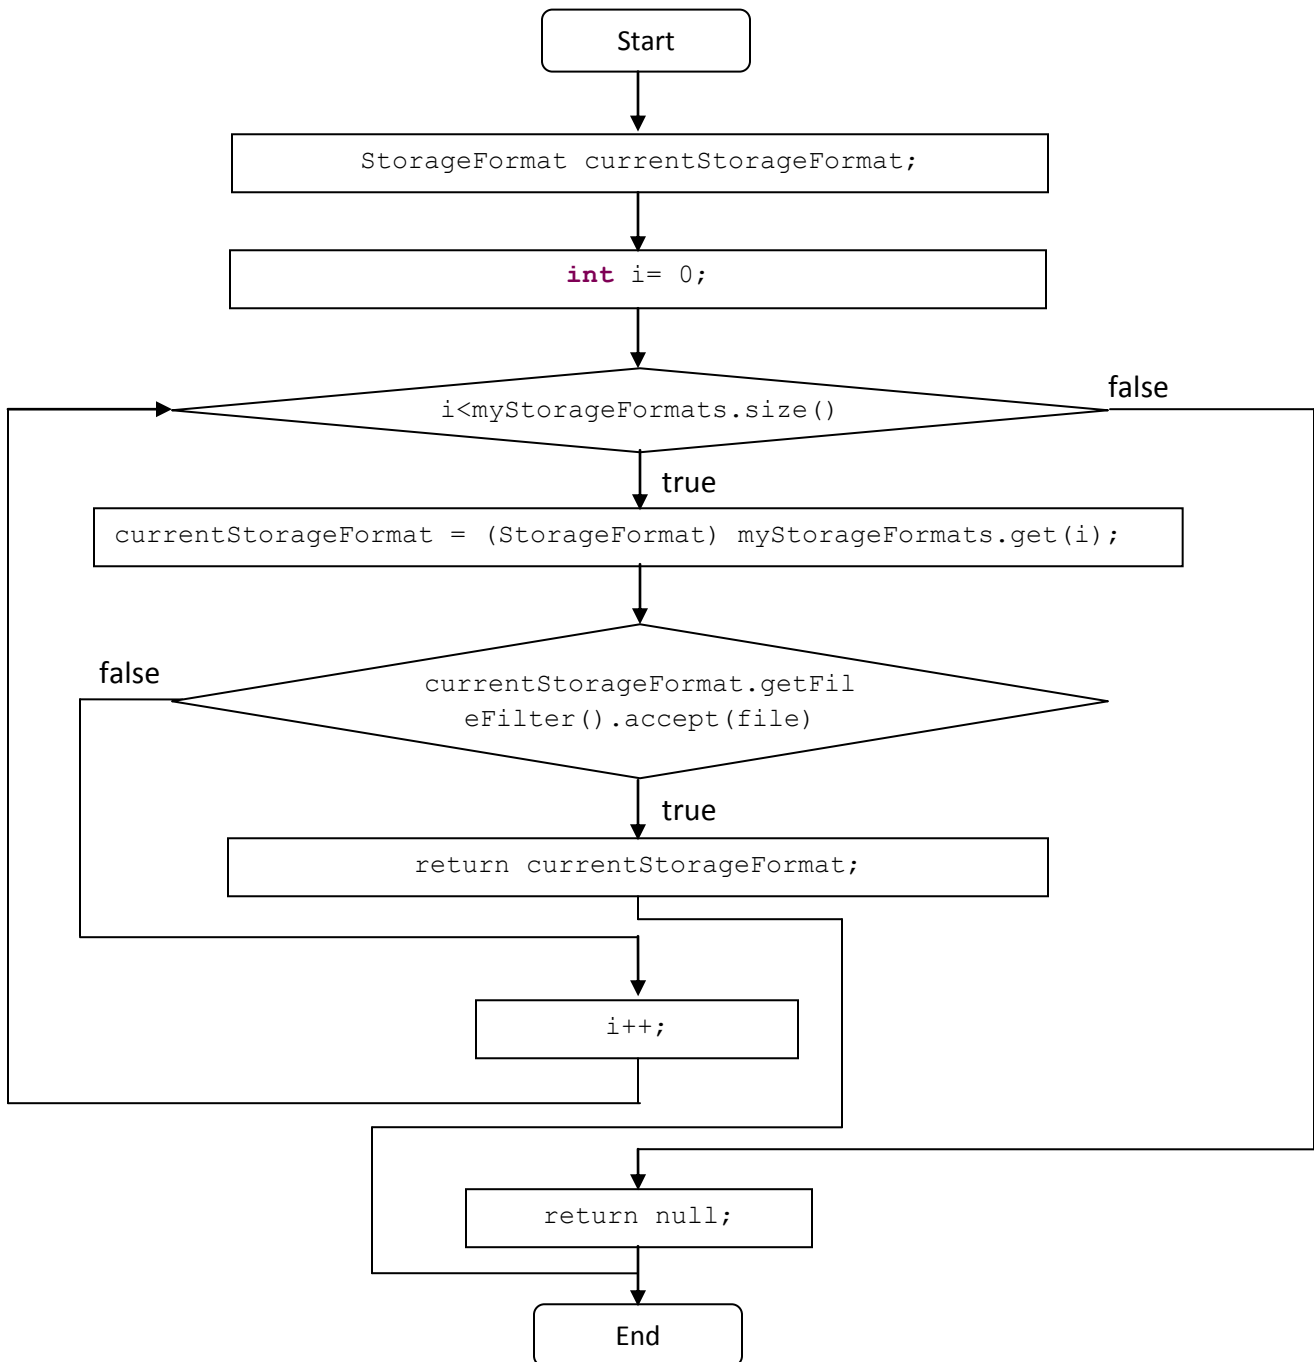 Start
StorageFormat currentStorageFormat;
int i= 0;
i<myStorageFormats.size()
false
true
currentStorageFormat = (StorageFormat) myStorageFormats.get(i);
false
currentStorageFormat.getFil
eFilter().accept(file)
true
return currentStorageFormat;
i++;
return null;
End